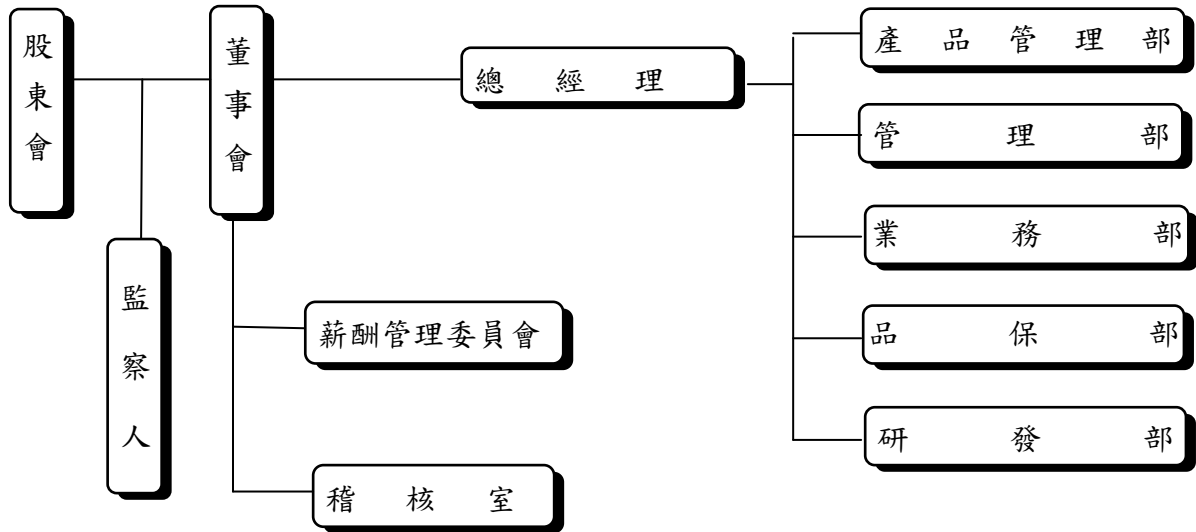 股東會
監察人
董事會
薪酬管理委員會
稽核室
總經理
產品管理部
管理部
業務部
品保部
研發部